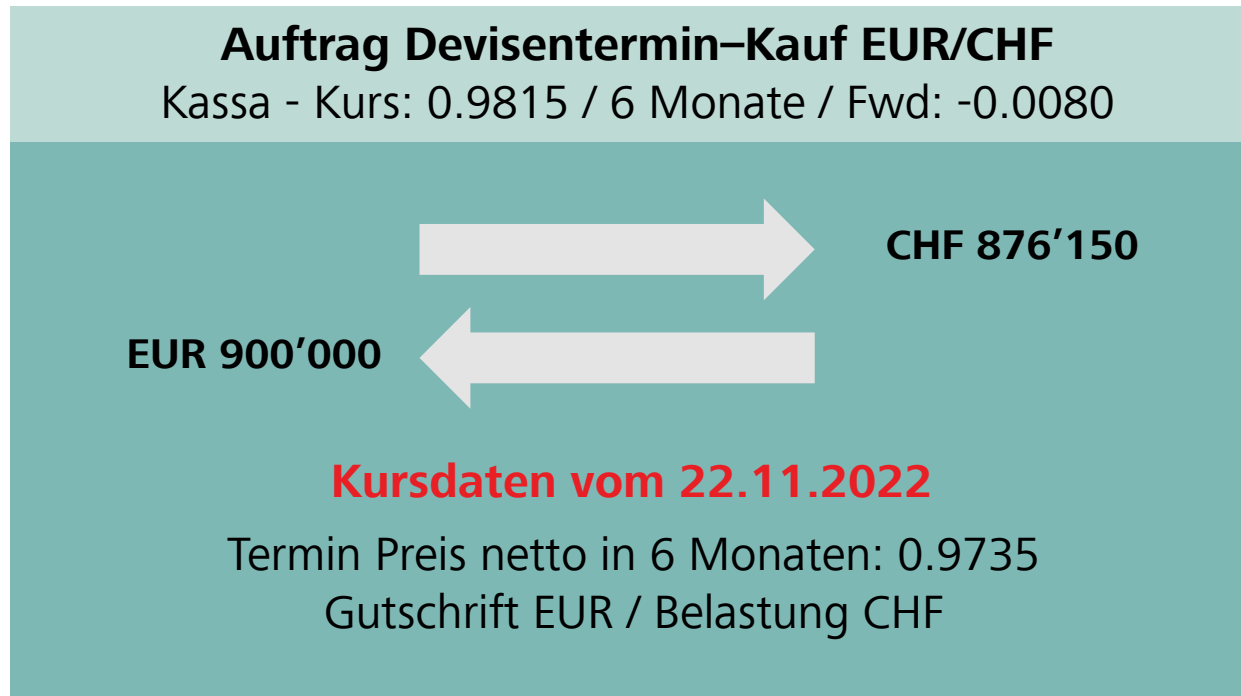 Auftrag Devisentermin–Kauf EUR/CHF
Kassa - Kurs: 0.9815 / 6 Monate / Fwd: -0.0080
CHF 876’150
EUR 900’000
Kursdaten vom 22.11.2022
Termin Preis netto in 6 Monaten: 0.9735
Gutschrift EUR / Belastung CHF